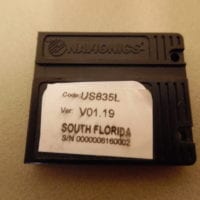 NAVIONICS
Code: US835L
Ver: V01.19
SOUTH FLORIDA
S/N 0000006160002